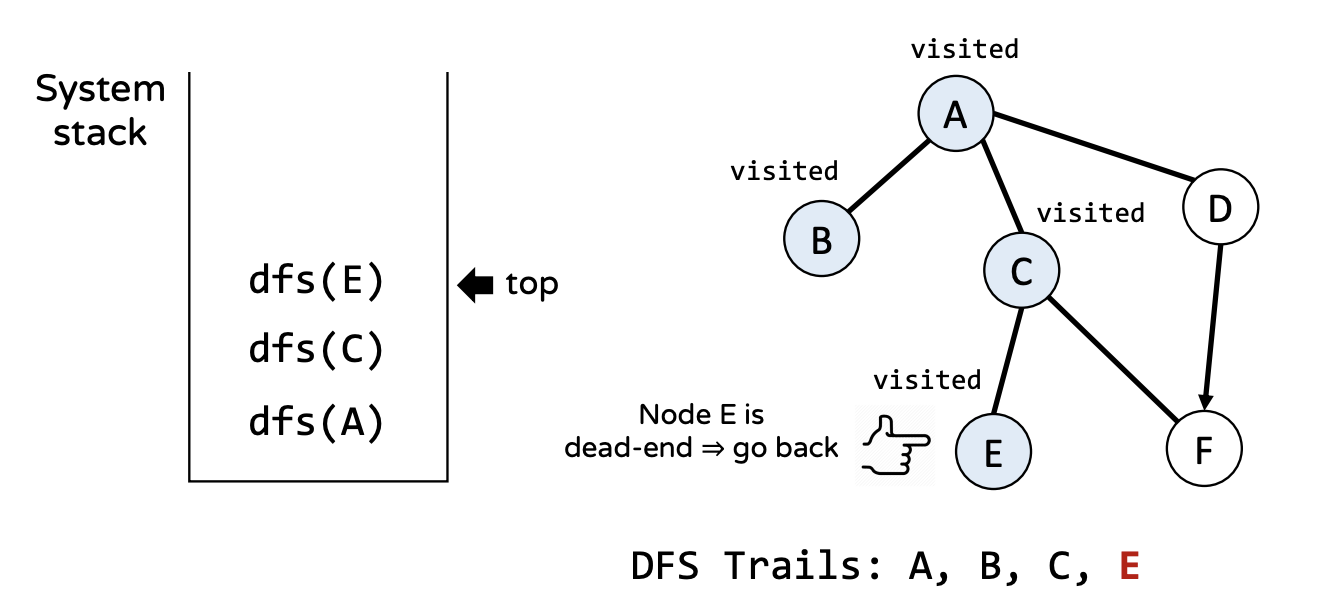 System
stack
dfs(E)
dfs(C)
dfs(A)
top
visited
A
visited
B
visited
C
D
visited
E
F
Node E is
dead-end ⇒ go back
DFS Trails: A, B, C, E